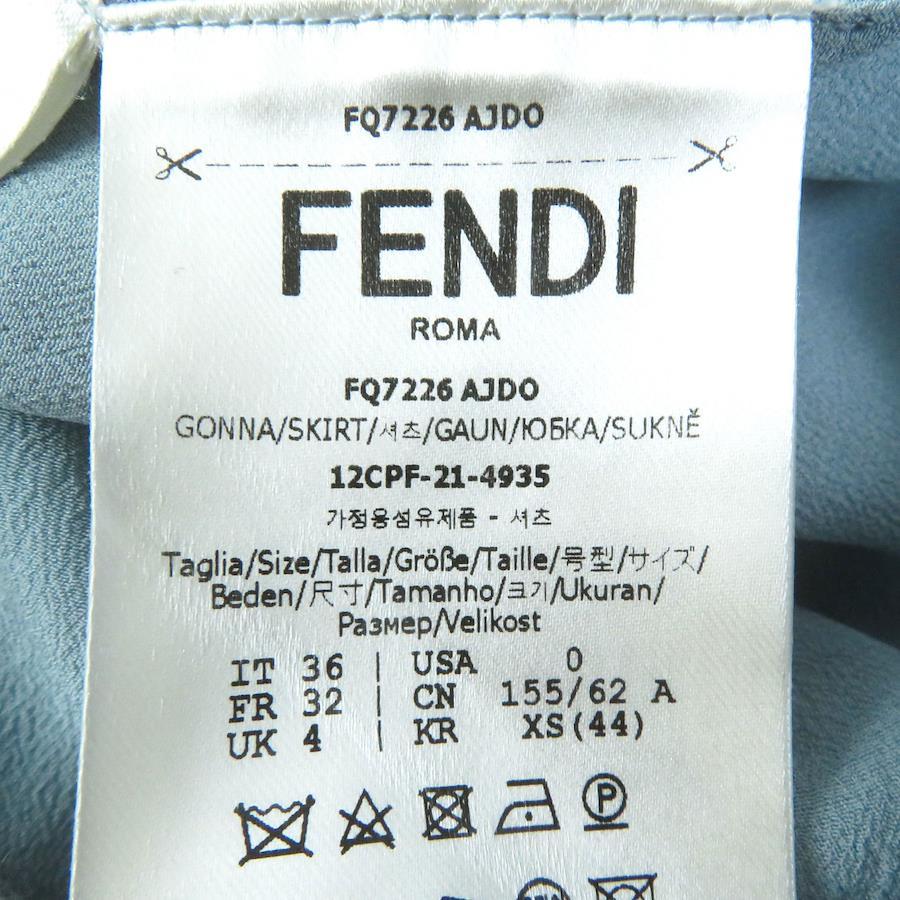 FQ7226 AJDO
FENDI
ROMA
FQ7226 AJDO
GONNA/SKIRT/셔츠/GAUN/ЮБКА/SUKNĚ
12CPF-21-4935
가정용섬유제품 - 셔츠
Taglia/Size/Talla/Größe/Taille/号型/サイズ/
Beden/尺寸/Tamanho/크기/Ukuran/
Размер/Velikost
IT 36 | USA 0
FR 32 | CN 155/62 A
UK 4 | KR XS(44)
P